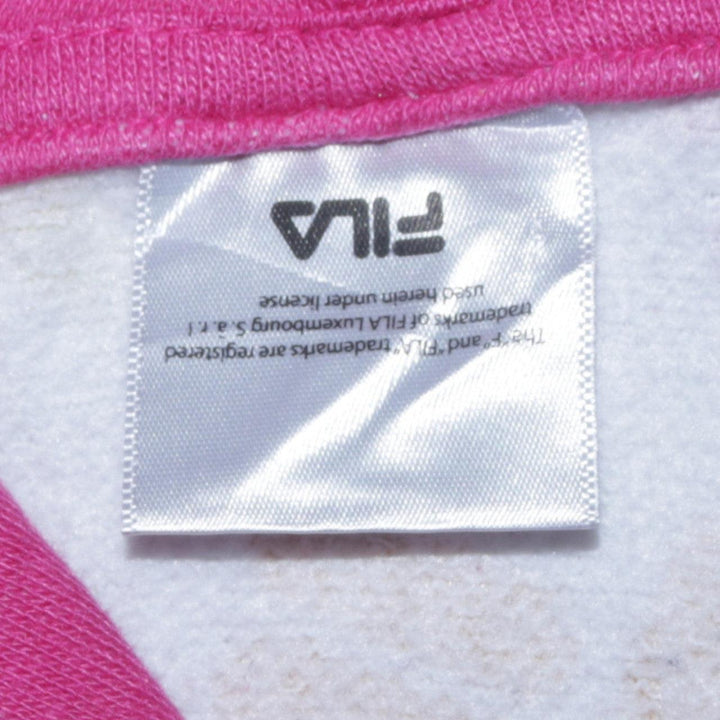 FILA
The "F" and "FILA" trademarks are registered
trademarks of FILA Luxembourg S. à. r. l
used herein under license